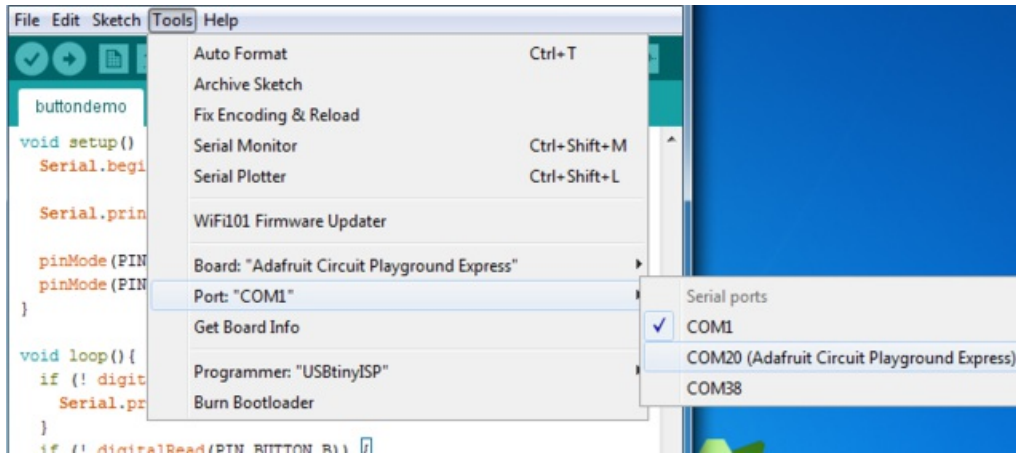 File Edit Sketch Tools Help
buttondemo
Auto Format Ctrl+T
Archive Sketch
Fix Encoding & Reload
Serial Monitor Ctrl+Shift+M
Serial Plotter Ctrl+Shift+L
WiFi101 Firmware Updater
Board: "Adafruit Circuit Playground Express"
Port: "COM1"
Get Board Info
Programmer: "USBtinyISP"
Burn Bootloader
Serial ports
COM1
COM20 (Adafruit Circuit Playground Express)
COM38
void setup()
Serial.begi
Serial.prin
pinMode(PIN
pinMode(PIN
}
void loop(){
if (! digit
Serial.pr
}
if (! digitalRead(PIN_BUTTON_B)) {